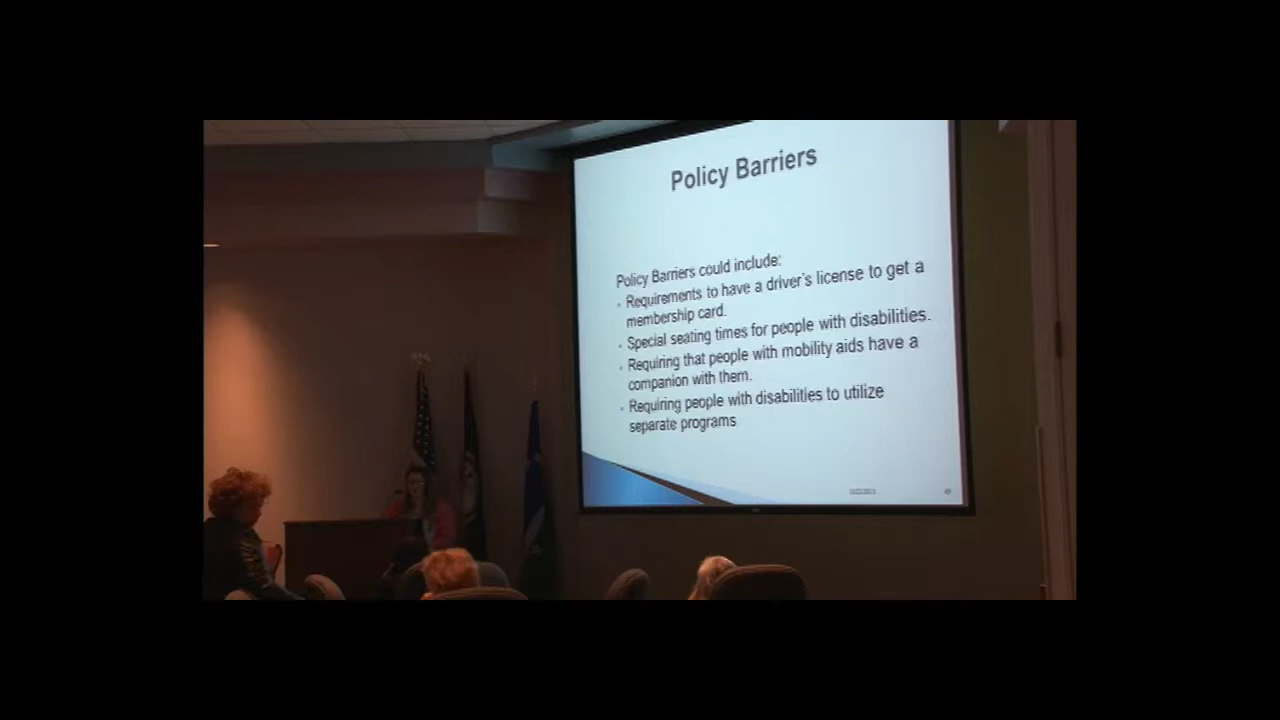 Policy Barriers
Policy Barriers could include:
• Requirements to have a driver's license to get a
membership card.
• Special seating times for people with disabilities.
• Requiring that people with mobility aids have a
companion with them.
• Requiring people with disabilities to utilize
separate programs